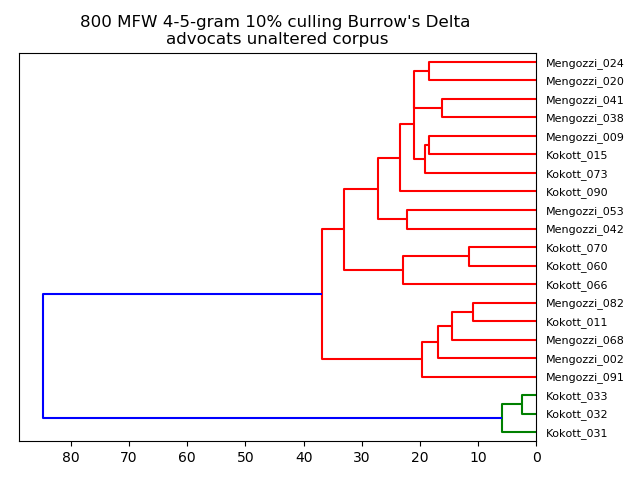 800 MFW 4-5-gram 10% culling Burrow's Delta
advocats unaltered corpus
Mengozzi_024
Mengozzi_020
Mengozzi_041
Mengozzi_038
Mengozzi_009
Kokott_015
Kokott_073
Kokott_090
Mengozzi_053
Mengozzi_042
Kokott_070
Kokott_060
Kokott_066
Mengozzi_082
Kokott_011
Mengozzi_068
Mengozzi_002
Mengozzi_091
Kokott_033
Kokott_032
Kokott_031
80 70 60 50 40 30 20 10 0